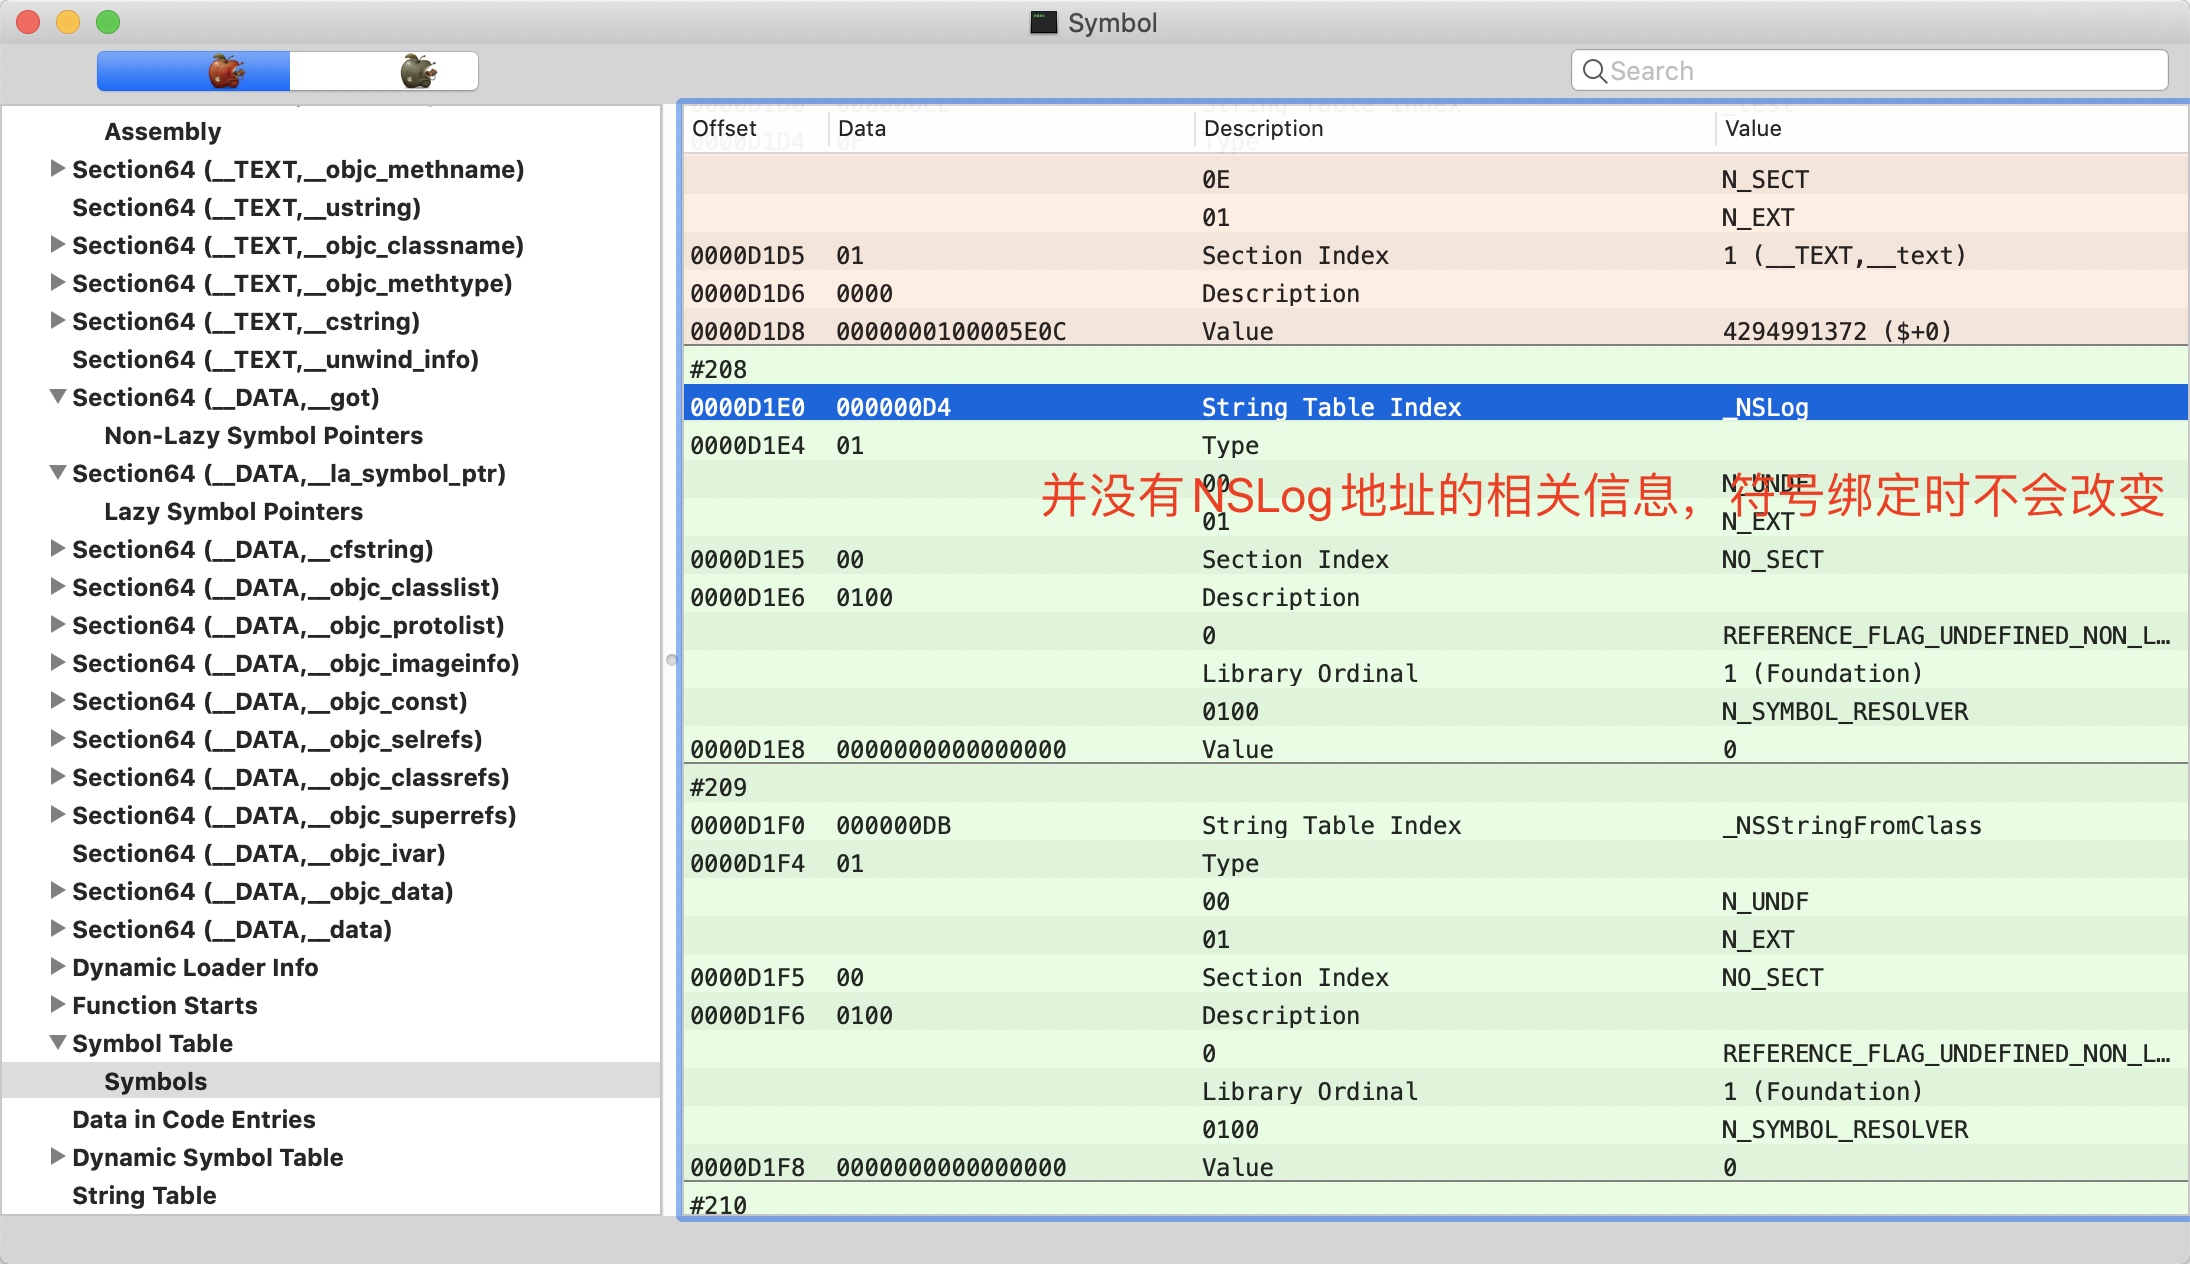 Symbol
Search
Assembly
Section64 (__TEXT,__objc_methname)
Section64 (__TEXT,__ustring)
Section64 (__TEXT,__objc_classname)
Section64 (__TEXT,__objc_methtype)
Section64 (__TEXT,__cstring)
Section64 (__TEXT,__unwind_info)
Section64 (__DATA,__got)
Non-Lazy Symbol Pointers
Section64 (__DATA,__la_symbol_ptr)
Lazy Symbol Pointers
Section64 (__DATA,__cfstring)
Section64 (__DATA,__objc_classlist)
Section64 (__DATA,__objc_protolist)
Section64 (__DATA,__objc_imageinfo)
Section64 (__DATA,__objc_const)
Section64 (__DATA,__objc_selrefs)
Section64 (__DATA,__objc_classrefs)
Section64 (__DATA,__objc_superrefs)
Section64 (__DATA,__objc_ivar)
Section64 (__DATA,__objc_data)
Section64 (__DATA,__data)
Dynamic Loader Info
Function Starts
Symbol Table
Symbols
Data in Code Entries
Dynamic Symbol Table
String Table
Offset Data Description Value
0E N_SECT
01 N_EXT
0000D1D5 01 Section Index 1 (__TEXT,__text)
0000D1D6 0000 Description
0000D1D8 0000000100005E0C Value 4294991372 ($+0)
#208
0000D1E0 000000D4 String Table Index _NSLog
0000D1E4 01 Type
00 N_UNDF
并没有NSLog地址的相关信息，符号绑定时不会改变
01 N_EXT
0000D1E5 00 Section Index NO_SECT
0000D1E6 0100 Description
0 REFERENCE_FLAG_UNDEFINED_NON_L…
Library Ordinal 1 (Foundation)
0100 N_SYMBOL_RESOLVER
0000D1E8 0000000000000000 Value 0
#209
0000D1F0 000000DB String Table Index _NSStringFromClass
0000D1F4 01 Type
00 N_UNDF
01 N_EXT
0000D1F5 00 Section Index NO_SECT
0000D1F6 0100 Description
0 REFERENCE_FLAG_UNDEFINED_NON_L…
Library Ordinal 1 (Foundation)
0100 N_SYMBOL_RESOLVER
0000D1F8 0000000000000000 Value 0
#210